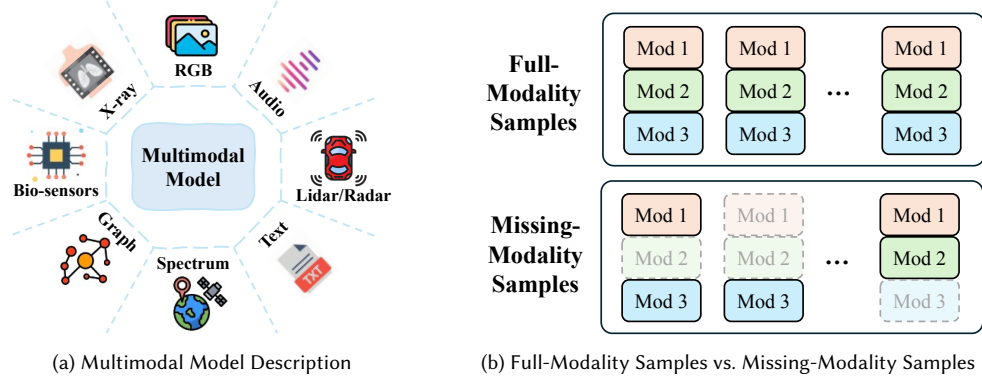 RGB
Audio
Lidar/Radar
Text
TXT
Spectrum
Graph
Bio-sensors
X-ray
Multimodal
Model
(a) Multimodal Model Description
Full-
Modality
Samples
Mod 1 Mod 1 Mod 1
Mod 2 Mod 2 ... Mod 2
Mod 3 Mod 3 Mod 3
Missing-
Modality
Samples
Mod 1 Mod 1 Mod 1
Mod 2 Mod 2 ... Mod 2
Mod 3 Mod 3 Mod 3
(b) Full-Modality Samples vs. Missing-Modality Samples